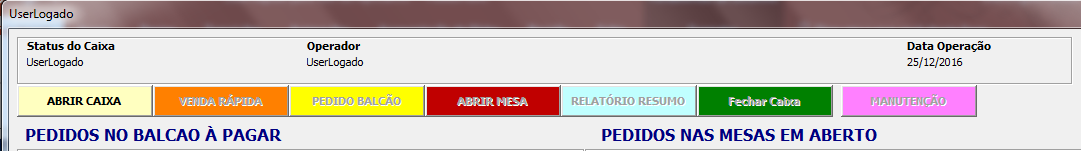 UserLogado
Status do Caixa Operador Data Operação
UserLogado UserLogado 25/12/2016
ABRIR CAIXA VENDA RÁPIDA PEDIDO BALCÃO ABRIR MESA RELATÓRIO RESUMO Fechar Caixa MANUTENÇÃO
PEDIDOS NO BALCAO À PAGAR PEDIDOS NAS MESAS EM ABERTO